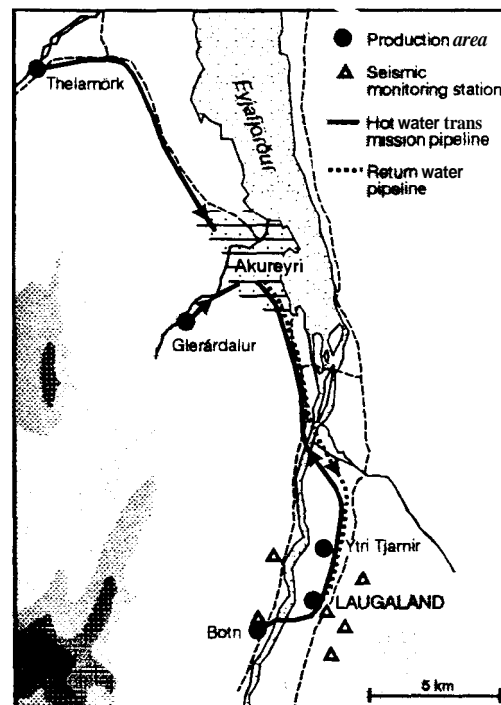 Production area
Seismic
monitoring station
Hot water trans
mission pipeline
Return water
pipeline
Thelamörk
Eyjafjörður
Akureyri
Glerárdalur
Ytri Tjarnir
LAUGALAND
Botn
5 km